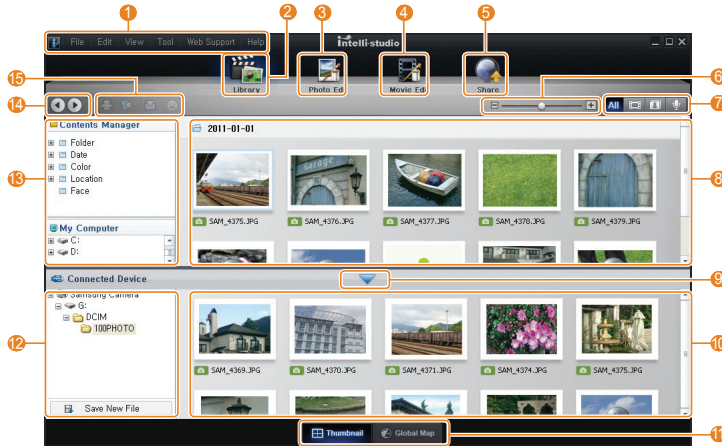 1
2
3
4
5
File Edit View Tool Web Support Help
intelli-studio
Library
Photo Edi
Movie Edi
Share
15
6
14
All
7
Contents Manager
2011-01-01
Folder
Date
Color
Location
Face
13
8
SAM_4375.JPG
SAM_4376.JPG
SAM_4377.JPG
SAM_4378.JPG
SAM_4379.JPG
My Computer
C:
D:
Connected Device
9
Samsung Camera
G:
DCIM
100PHOTO
12
10
SAM_4369.JPG
SAM_4370.JPG
SAM_4371.JPG
SAM_4374.JPG
SAM_4375.JPG
Save New File
Thumbnail
Global Map
11